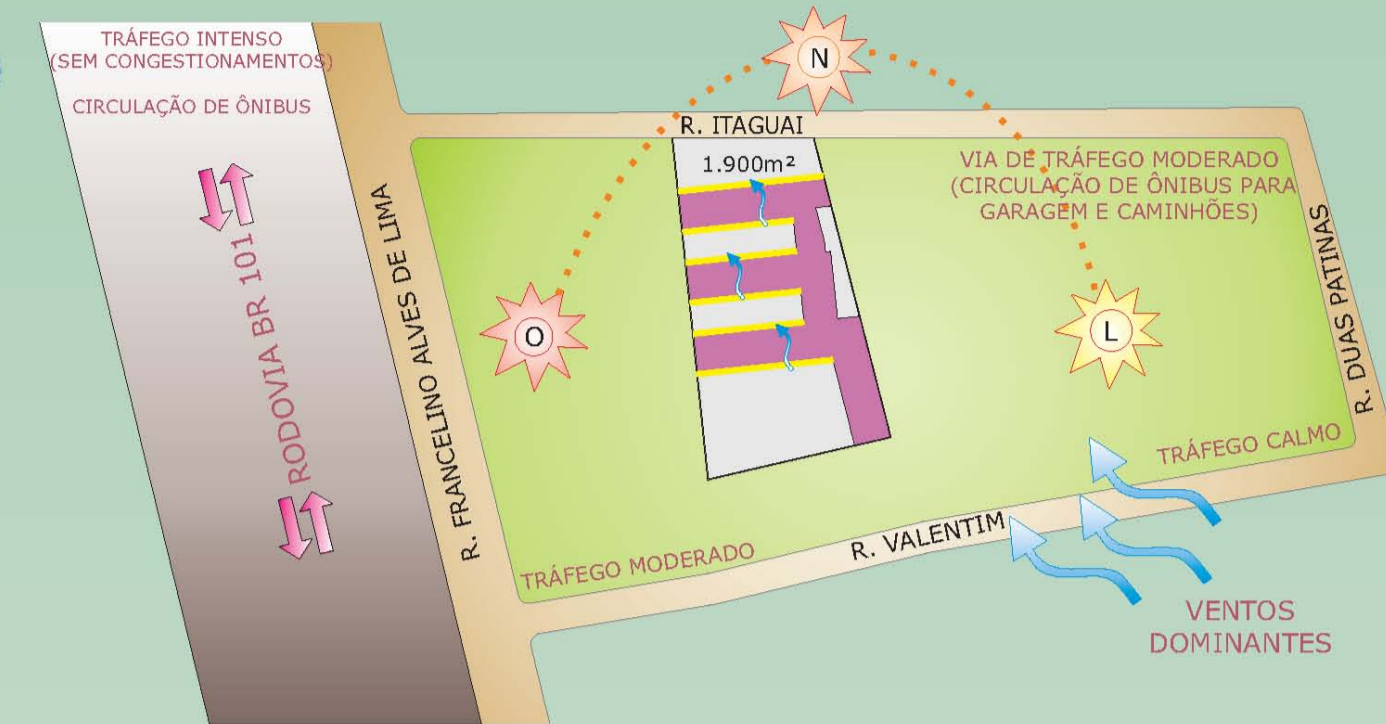 TRÁFEGO INTENSO
(SEM CONGESTIONAMENTOS)
CIRCULAÇÃO DE ÔNIBUS
RODOVIA BR 101
R. FRANCELINO ALVES DE LIMA
N
R. ITAGUAI
1.900m²
VIA DE TRÁFEGO MODERADO
(CIRCULAÇÃO DE ÔNIBUS PARA
GARAGEM E CAMINHÕES)
R. DUAS PATINAS
O
L
TRÁFEGO CALMO
TRÁFEGO MODERADO
R. VALENTIM
VENTOS
DOMINANTES